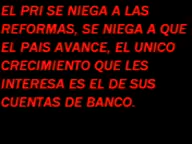 EL PRI SE NIEGA A LAS
REFORMAS, SE NIEGA A QUE
EL PAIS AVANCE, EL UNICO
CRECIMIENTO QUE LES
INTERESA ES EL DE SUS
CUENTAS DE BANCO.